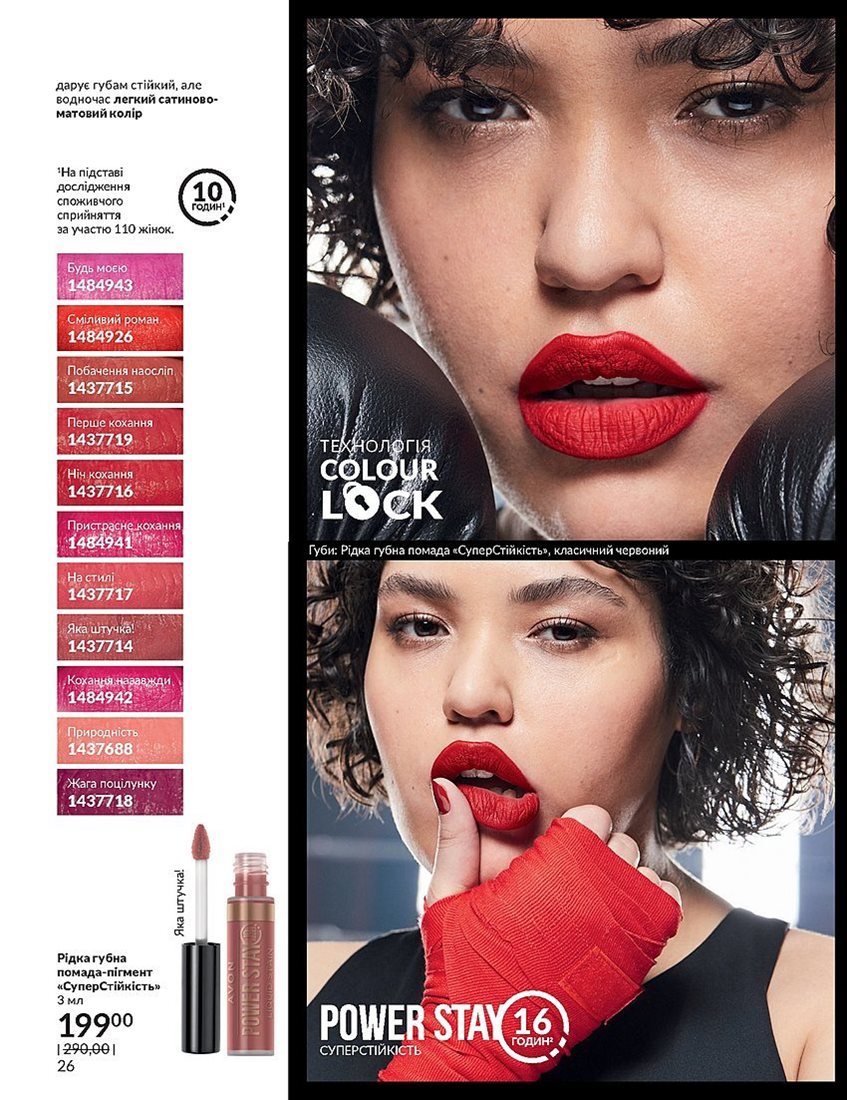 дарує губам стійкий, але
водночас легкий сатиново-
матовий колір
¹На підставі
дослідження
споживчого
сприйняття
за участю 110 жінок.
10
ГОДИН¹
Будь моєю
1484943
Сміливий роман
1484926
Побачення наосліп
1437715
Перше кохання
1437719
Ніч кохання
1437716
Пристрасне кохання
1484941
На стилі
1437717
Яка штучка!
1437714
Кохання назавжди
1484942
Природність
1437688
Жага поцілунку
1437718
Яка штучка!
AVON
POWER STAY
LIQUID STAIN
Рідка губна
помада-пігмент
«СуперСтійкість»
3 мл
199⁰⁰
| 290,00 |
26
ТЕХНОЛОГІЯ
COLOUR
LOCK
Губи: Рідка губна помада «СуперСтійкість», класичний червоний
POWER STAY
16
ГОДИН²
СУПЕРСТІЙКІСТЬ